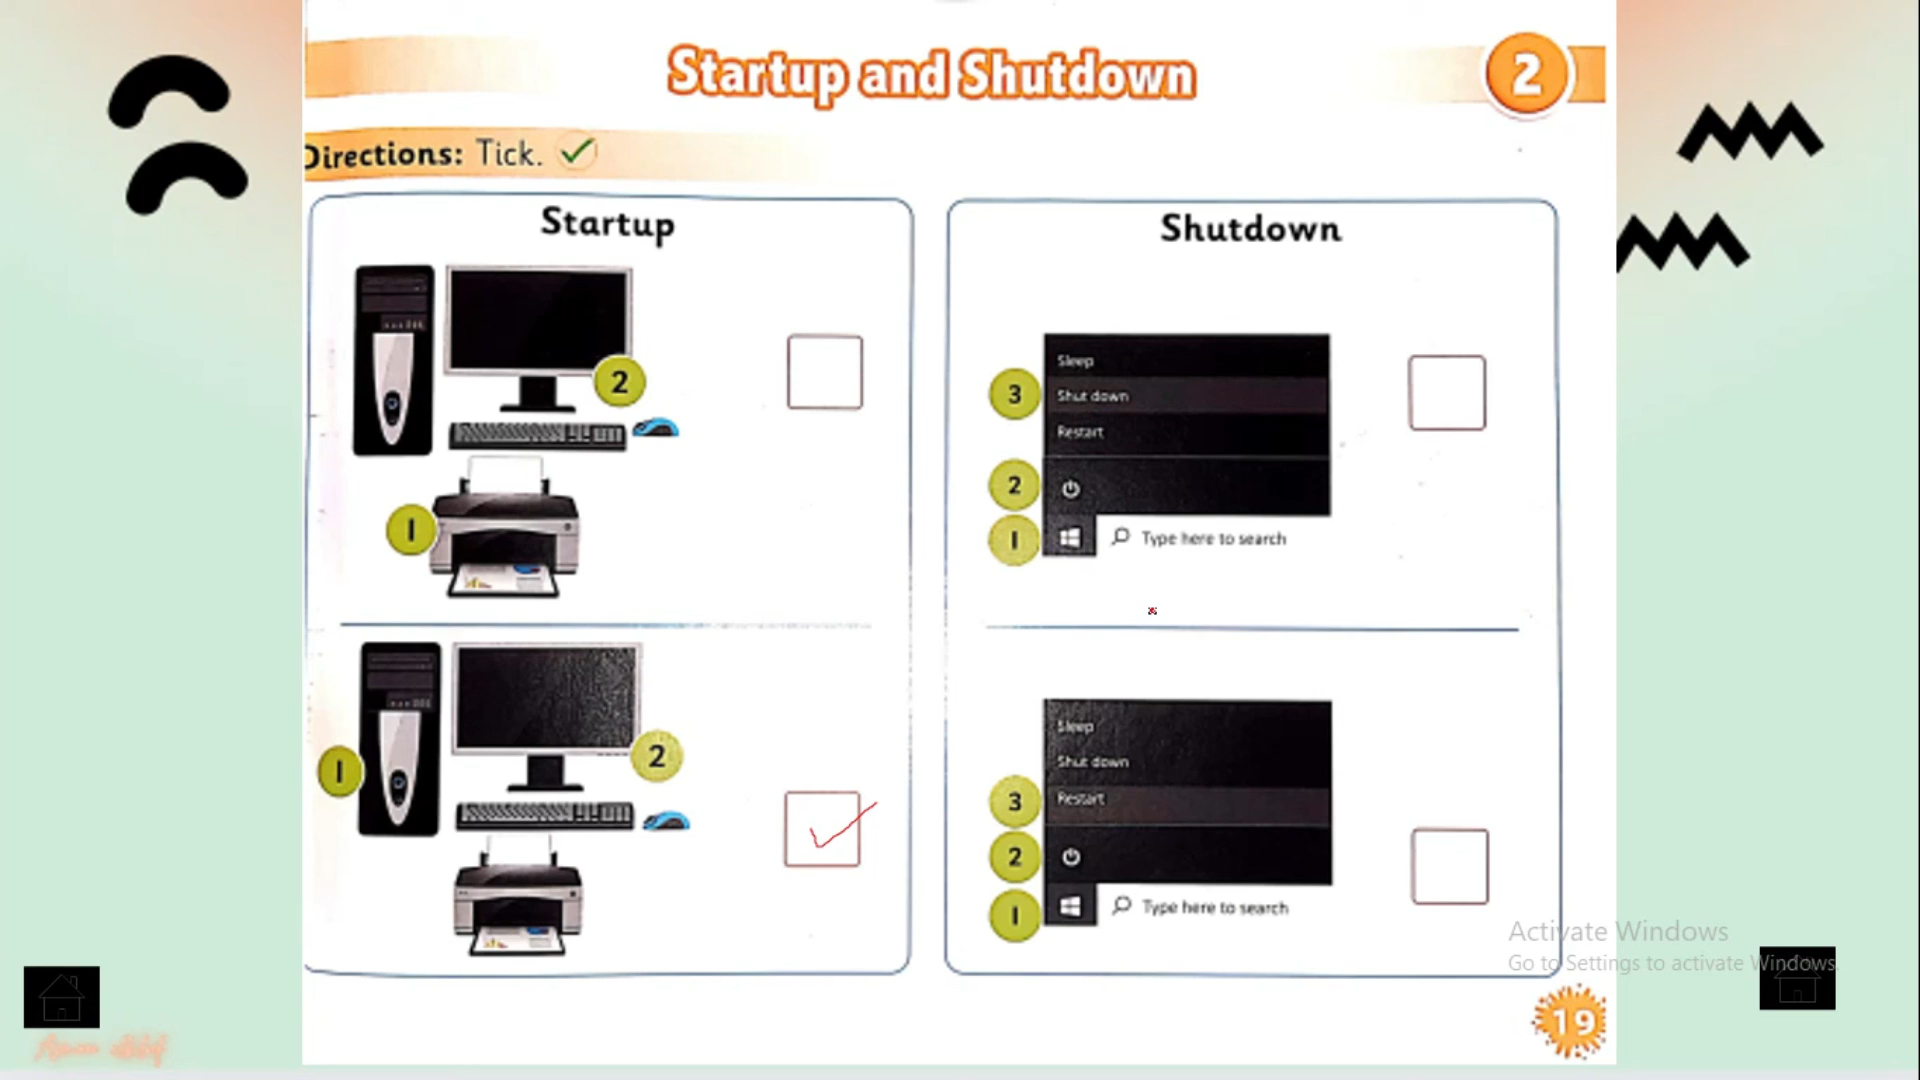 Startup and Shutdown
2
Directions: Tick.
Startup
2
1
1
2
Shutdown
Sleep
3 Shut down
Restart
2
1 Type here to search
Sleep
Shut down
3 Restart
2
1 Type here to search
Activate Windows
Go to Settings to activate Windows.
19